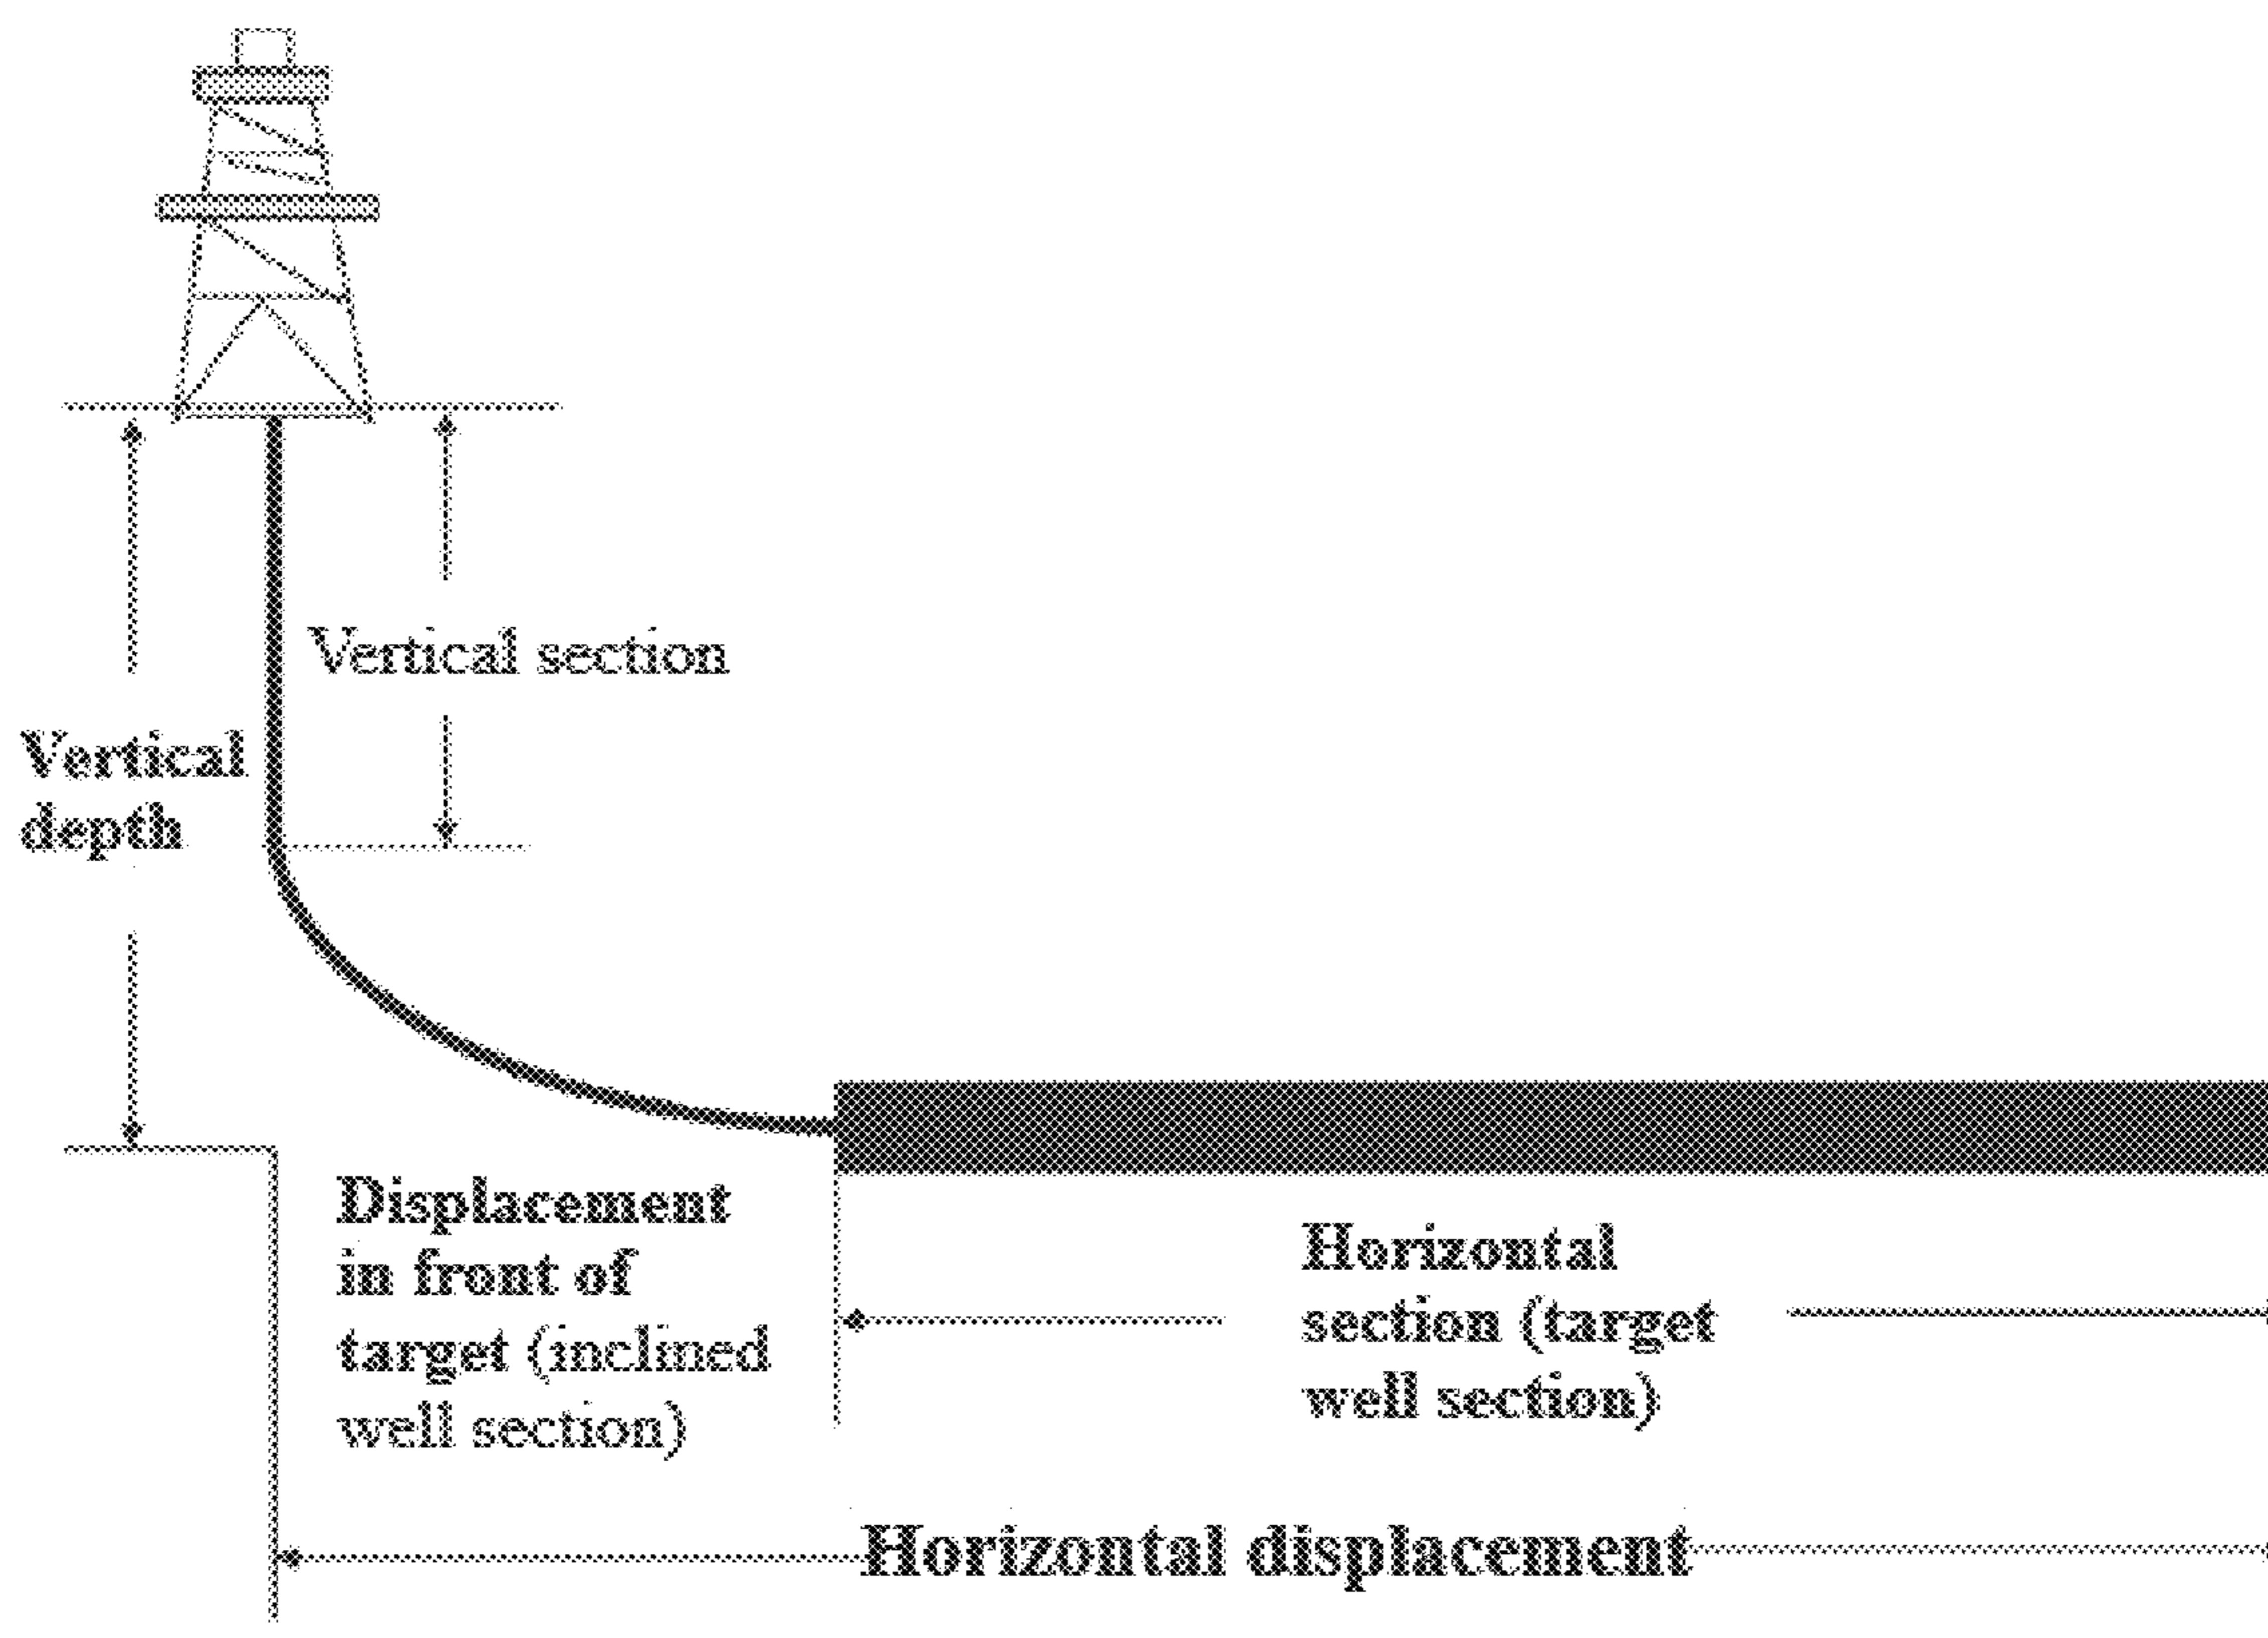 Vertical section
Vertical
depth
Displacement
in front of
target (inclined
well section)
Horizontal
section (target
well section)
Horizontal displacement